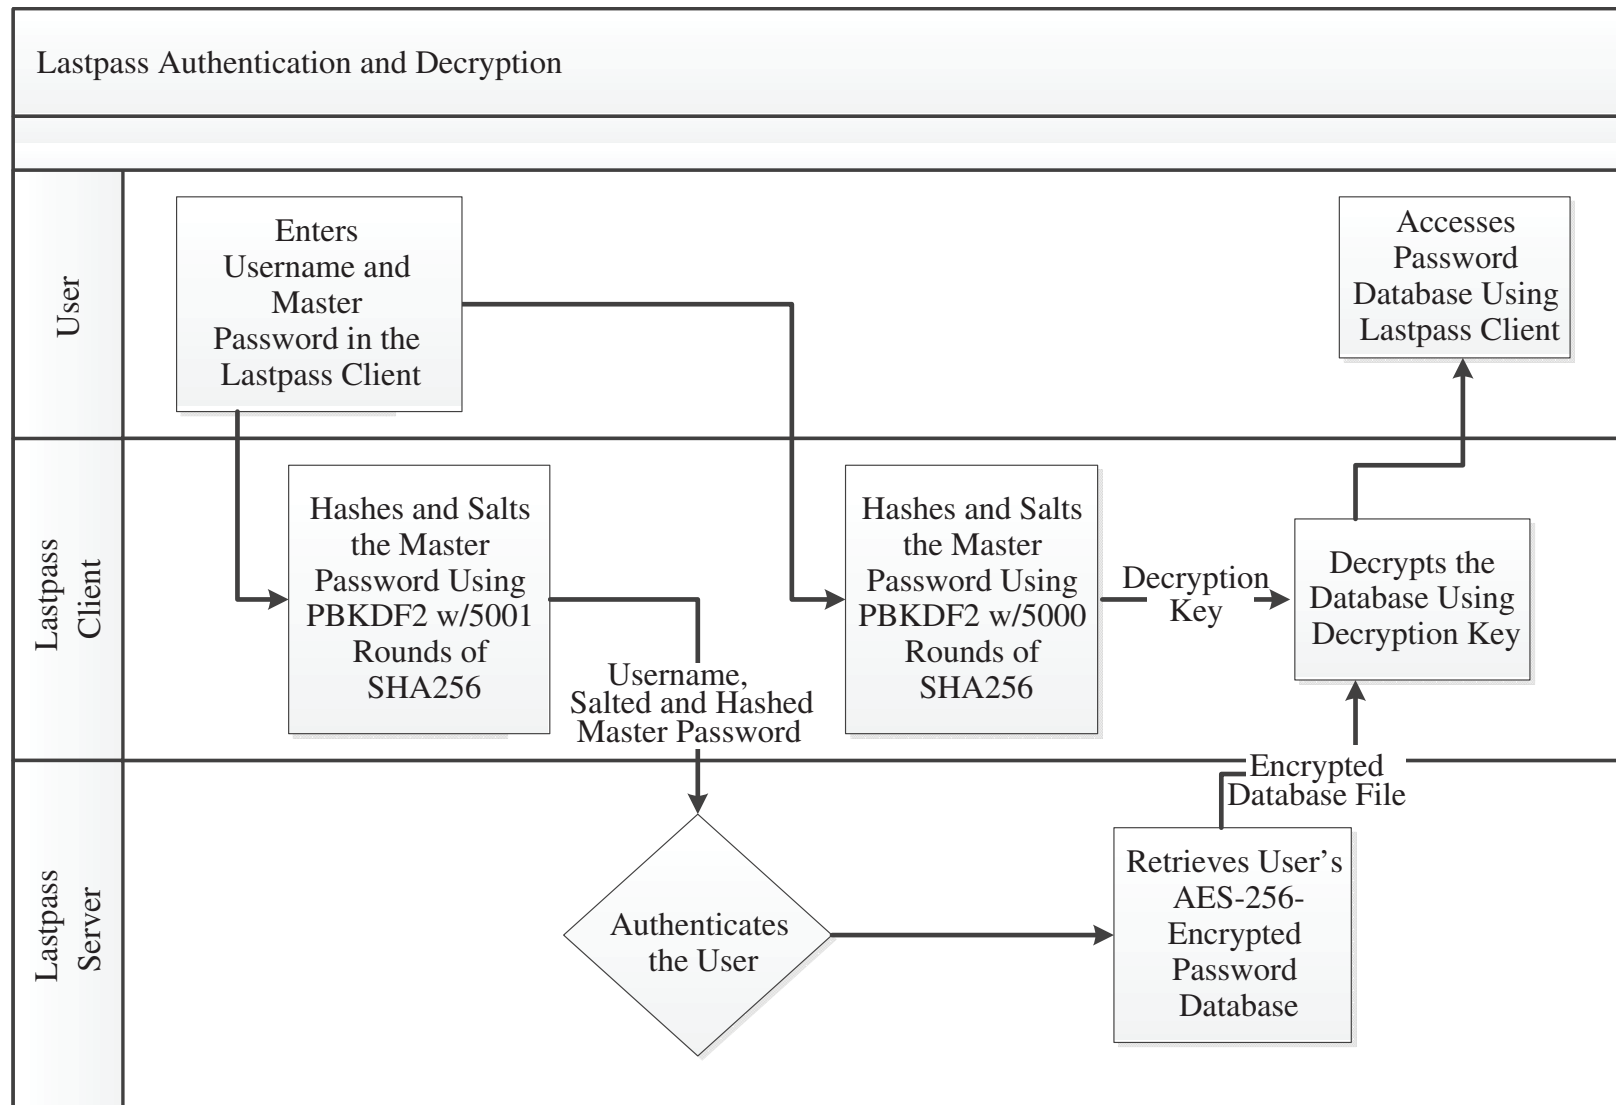 Lastpass Authentication and Decryption
User
Enters
Username and
Master
Password in the
Lastpass Client
Accesses
Password
Database Using
Lastpass Client
Lastpass
Client
Hashes and Salts
the Master
Password Using
PBKDF2 w/5001
Rounds of
SHA256
Username,
Salted and Hashed
Master Password
Hashes and Salts
the Master
Password Using
PBKDF2 w/5000
Rounds of
SHA256
Decryption
Key
Decrypts the
Database Using
Decryption Key
Encrypted
Database File
Lastpass
Server
Authenticates
the User
Retrieves User’s
AES-256-
Encrypted
Password
Database